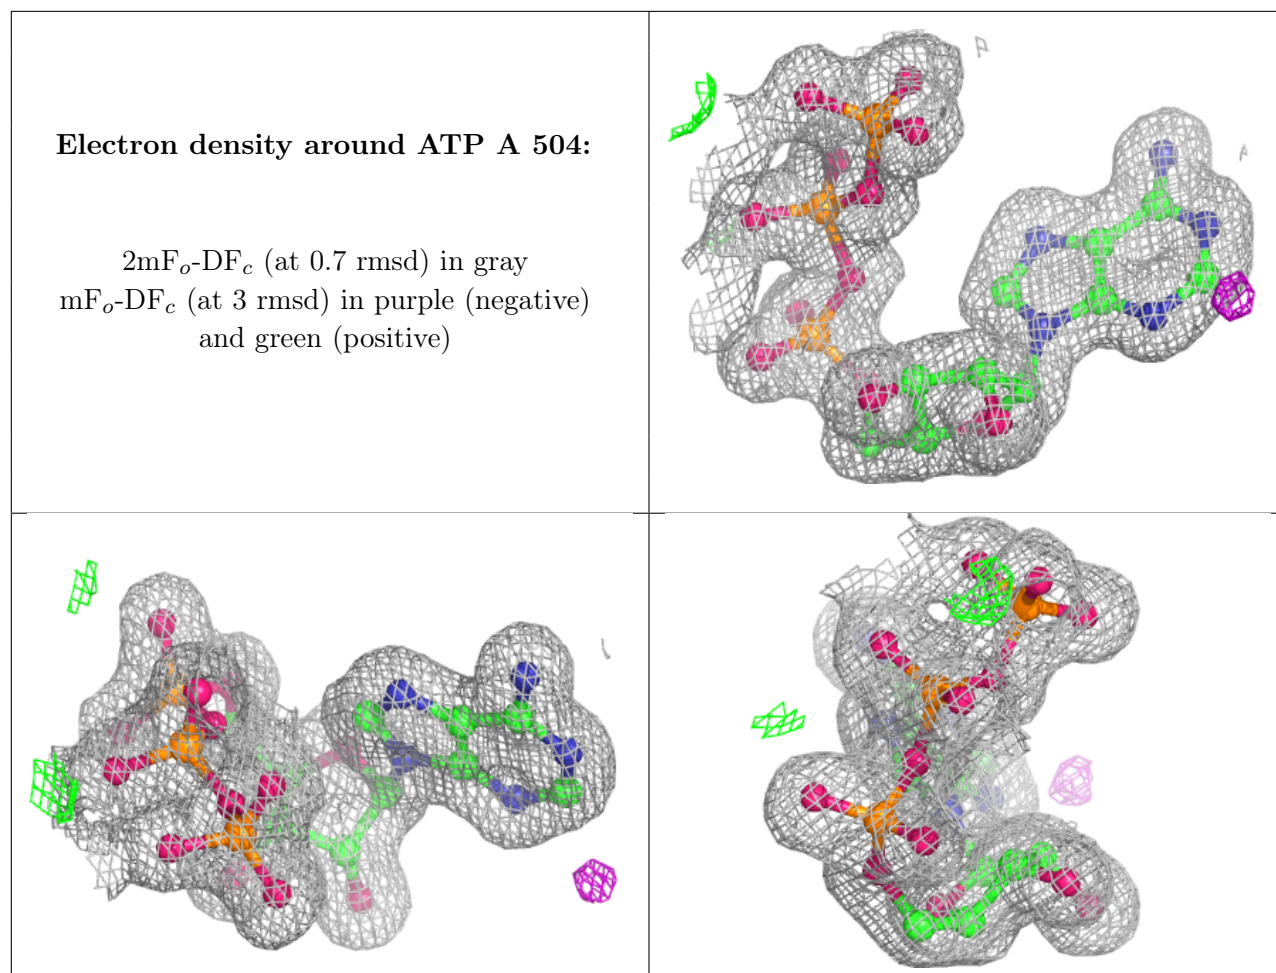 Electron density around ATP A 504:
2mFo-DFc (at 0.7 rmsd) in gray
mFo-DFc (at 3 rmsd) in purple (negative)
and green (positive)